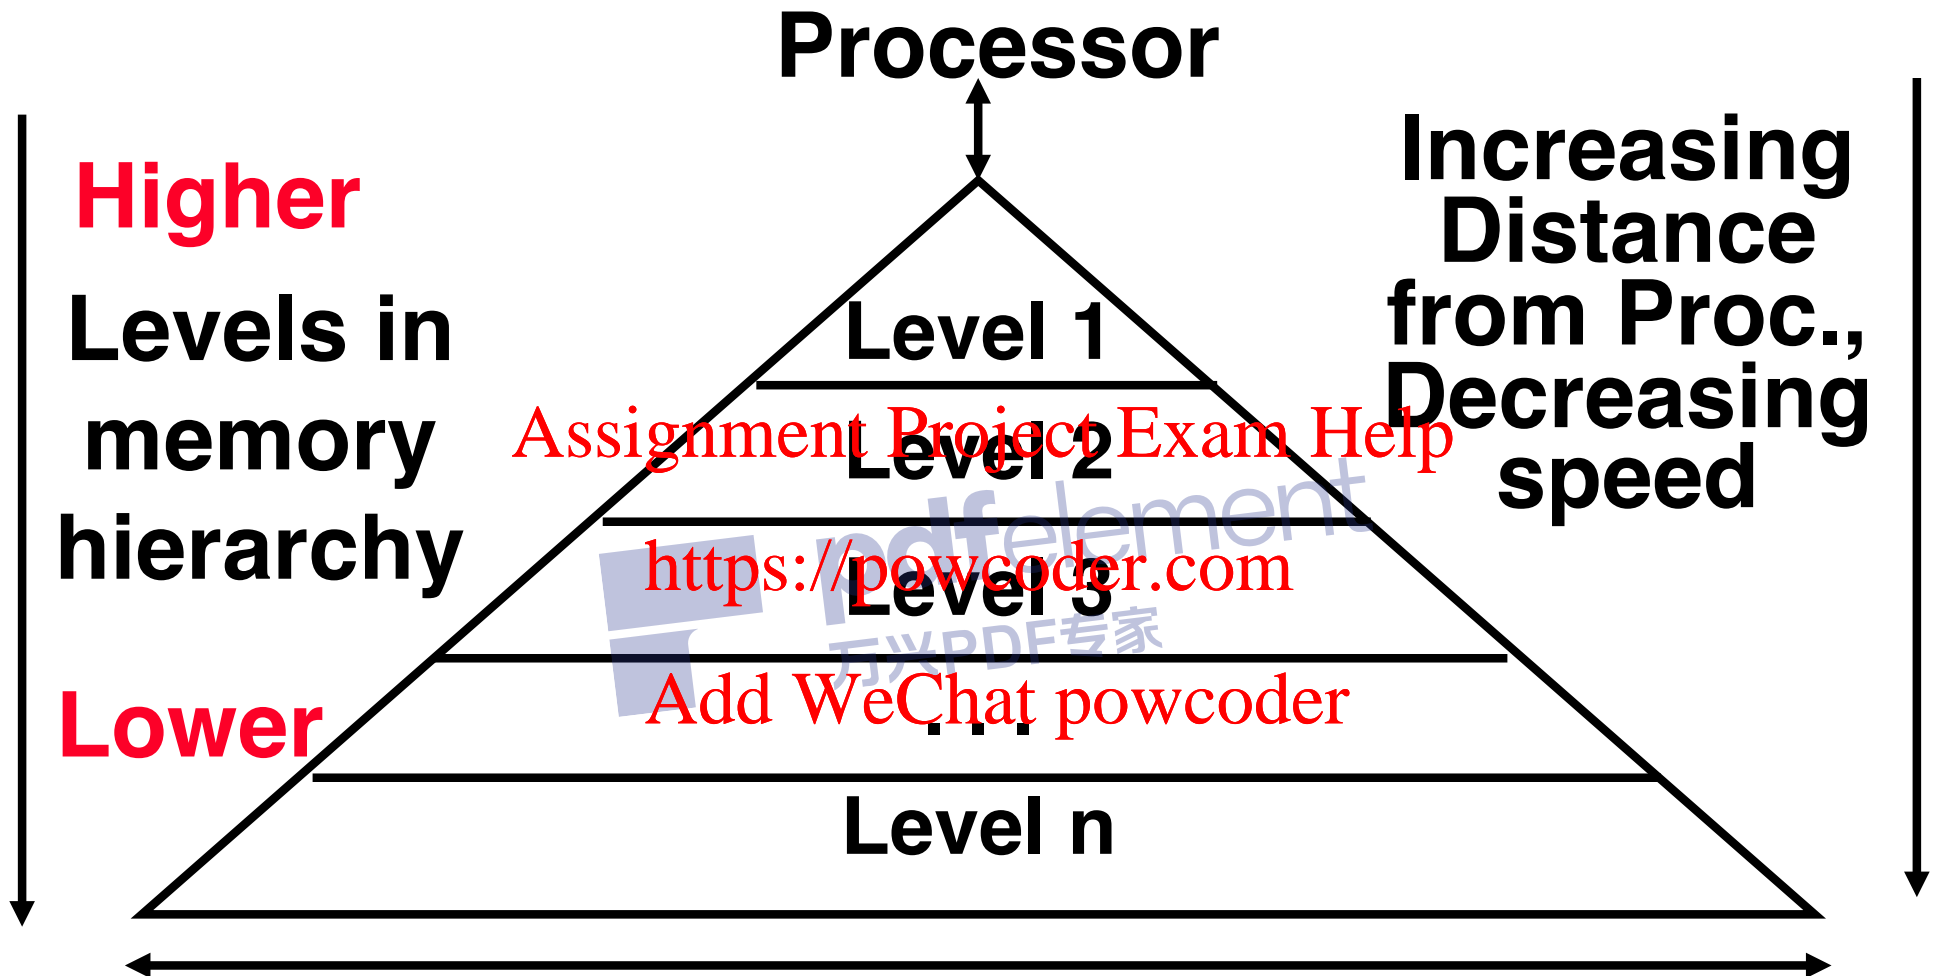 Processor
Higher
Levels in
memory
hierarchy
Lower
Increasing
Distance
from Proc.,
Decreasing
speed
Level 1
Assignment Project Exam Help
Level 2
pdfelement
https://powcoder.com
Level 3
万兴PDF专家
Add WeChat powcoder
. . .
Level n